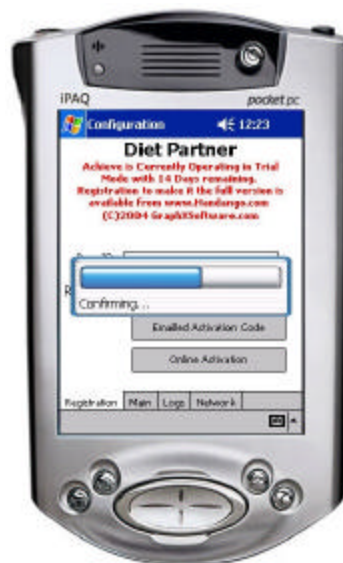 iPAQ pocket pc
Configuration 12:23
Diet Partner
Achieve is Currently Operating in Trial
Mode with 14 Days remaining.
Registration to make it the full version is
available from www.Handango.com
(C)2004 GraphXSoftware.com
Confirming...
Emailed Activation Code
Online Activation
Registration Main Logs Network